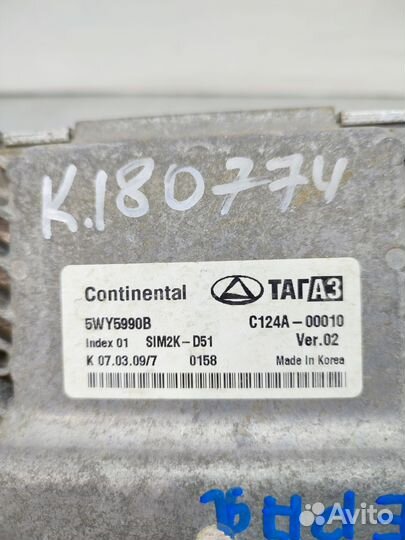 K.180774
Continental ТАГАЗ
5WY5990B C124A-00010
Index 01 SIM2K-D51 Ver.02
K 07.03.09/7 0158 Made in Korea
Avito